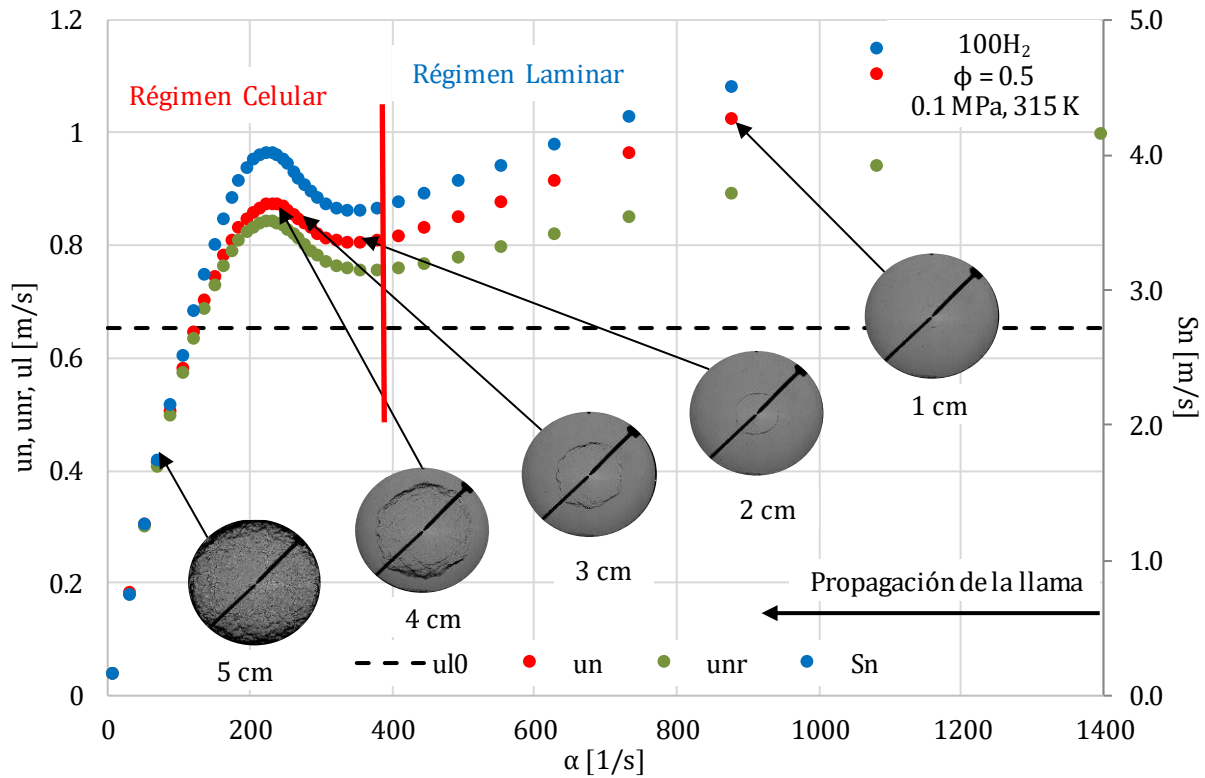 1.2
1
0.8
0.6
0.4
0.2
0
un, unr, ul [m/s]
5.0
4.0
3.0
2.0
1.0
0.0
Sn [m/s]
0
200
400
600
800
1000
1200
1400
α [1/s]
Régimen Celular
Régimen Laminar
100H₂
ϕ = 0.5
0.1 MPa, 315 K
1 cm
2 cm
3 cm
4 cm
5 cm
Propagación de la llama
ul0
un
unr
Sn